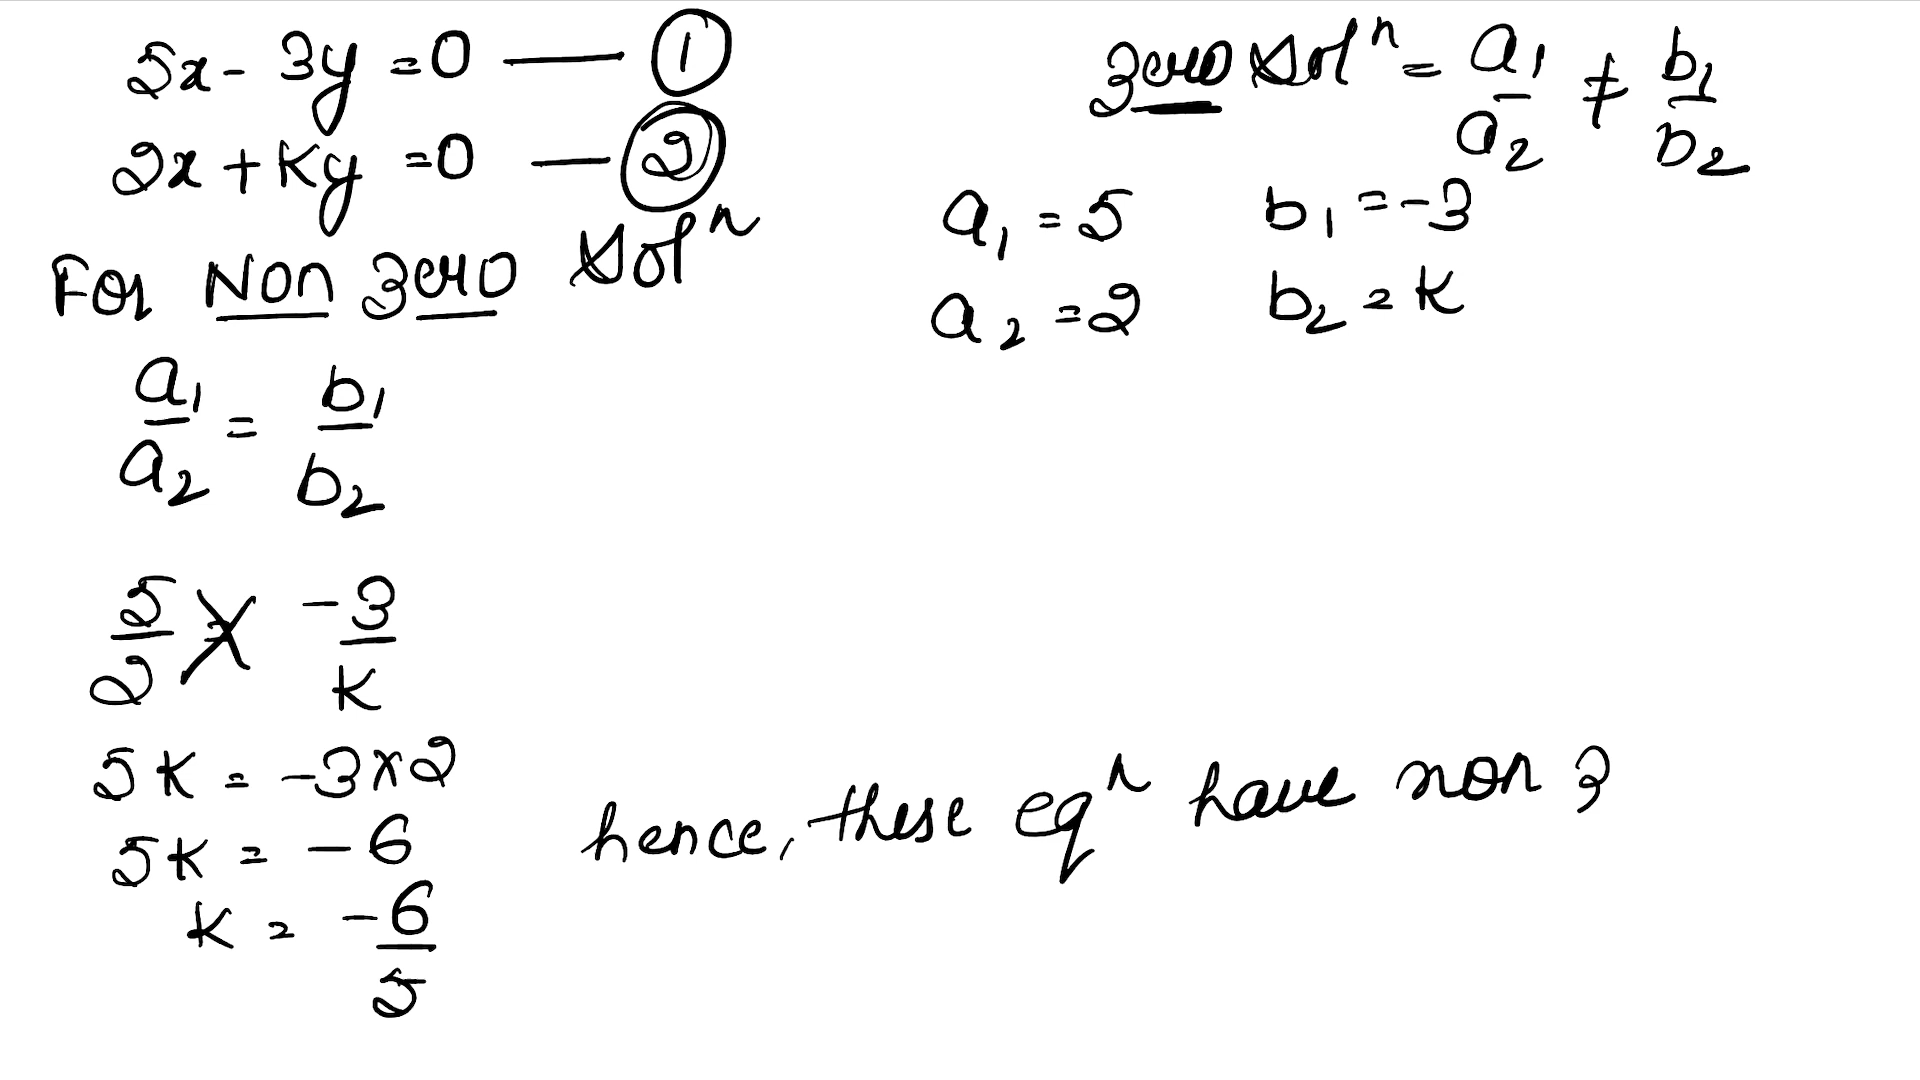 5x - 3y = 0 — ①
2x + Ky = 0 — ②
For Non Zero Solⁿ
a₁/a₂ = b₁/b₂
5/2 = -3/K
5K = -3×2
5K = -6
K = -6/5
Zero Solⁿ = a₁/a₂ ≠ b₁/b₂
a₁ = 5 b₁ = -3
a₂ = 2 b₂ = K
hence, these eqⁿ have non z